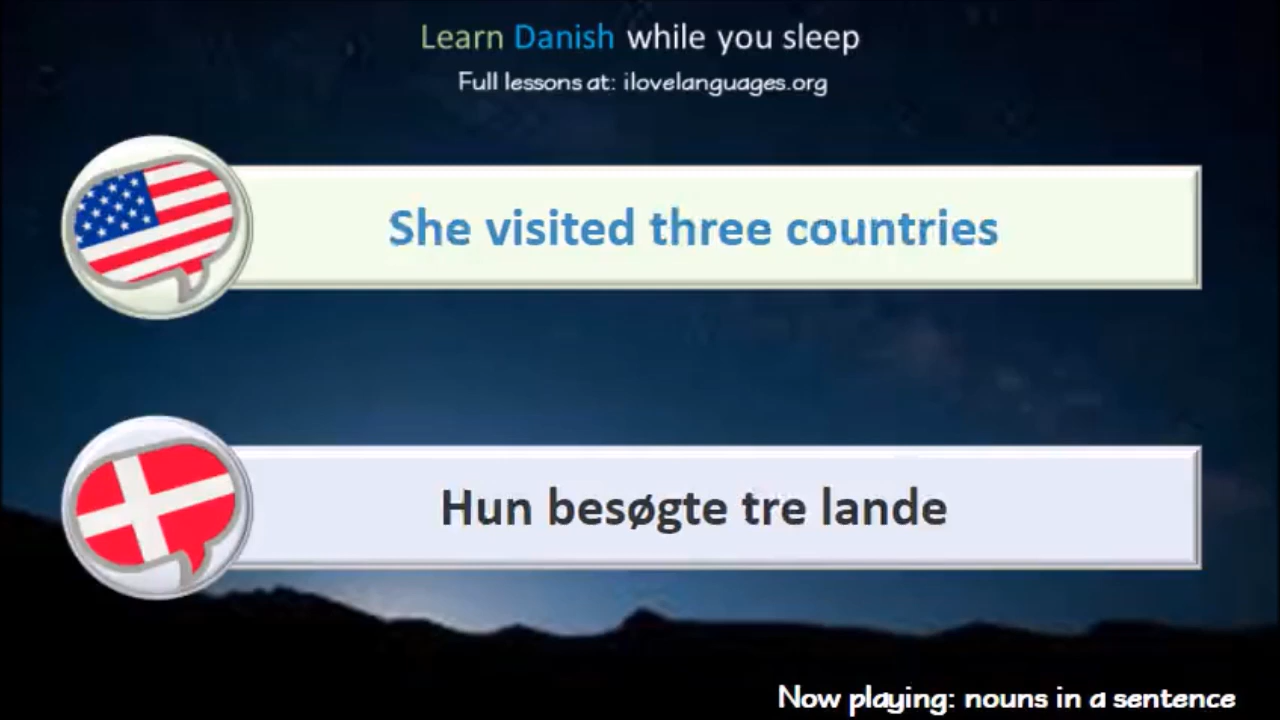 Learn Danish while you sleep
Full lessons at: ilovelanguages.org
She visited three countries
Hun besøgte tre lande
Now playing: nouns in a sentence